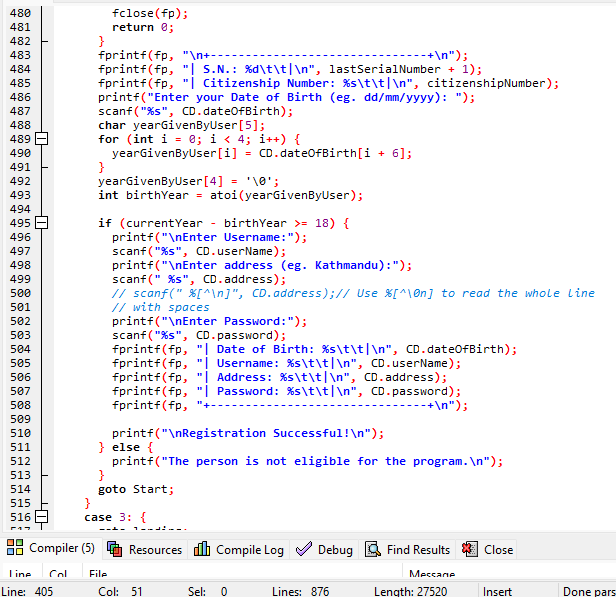 480 fclose(fp);
481 return 0;
482 }
483 fprintf(fp, "\n+-------------------------------+\n");
484 fprintf(fp, "| S.N.: %d\t\t|\n", lastSerialNumber + 1);
485 fprintf(fp, "| Citizenship Number: %s\t\t|\n", citizenshipNumber);
486 printf("Enter your Date of Birth (eg. dd/mm/yyyy): ");
487 scanf("%s", CD.dateOfBirth);
488 char yearGivenByUser[5];
489 for (int i = 0; i < 4; i++) {
490 yearGivenByUser[i] = CD.dateOfBirth[i + 6];
491 }
492 yearGivenByUser[4] = '\0';
493 int birthYear = atoi(yearGivenByUser);
494
495 if (currentYear - birthYear >= 18) {
496 printf("\nEnter Username:");
497 scanf("%s", CD.userName);
498 printf("\nEnter address (eg. Kathmandu):");
499 scanf(" %s", CD.address);
500 // scanf(" %[^\n]", CD.address);// Use %[^\0n] to read the whole line
501 // with spaces
502 printf("\nEnter Password:");
503 scanf("%s", CD.password);
504 fprintf(fp, "| Date of Birth: %s\t\t|\n", CD.dateOfBirth);
505 fprintf(fp, "| Username: %s\t\t|\n", CD.userName);
506 fprintf(fp, "| Address: %s\t\t|\n", CD.address);
507 fprintf(fp, "| Password: %s\t\t|\n", CD.password);
508 fprintf(fp, "+-------------------------------+\n");
509
510 printf("\nRegistration Successful!\n");
511 } else {
512 printf("The person is not eligible for the program.\n");
513 }
514 goto Start;
515 }
516 case 3: {
Compiler (5) Resources Compile Log Debug Find Results Close
Line Col File Message
Line: 405 Col: 51 Sel: 0 Lines: 876 Length: 27520 Insert Done pars